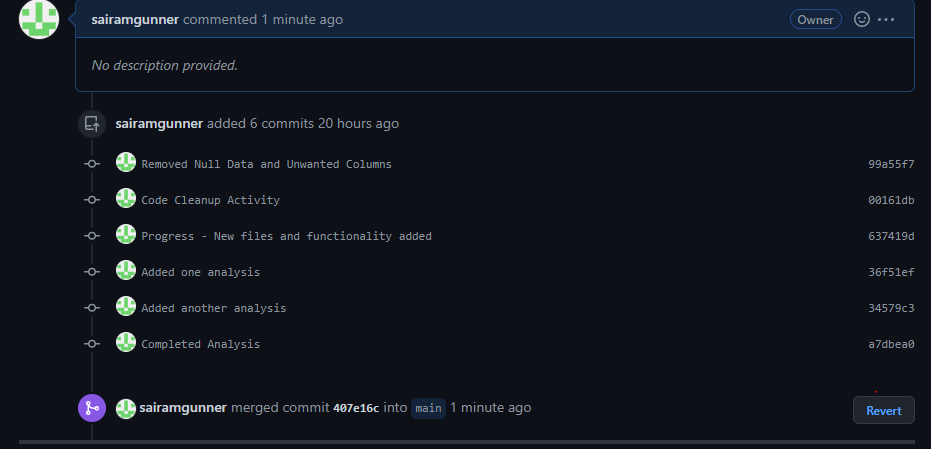 sairamgunner commented 1 minute ago Owner
No description provided.
sairamgunner added 6 commits 20 hours ago
Removed Null Data and Unwanted Columns 99a55f7
Code Cleanup Activity 00161db
Progress - New files and functionality added 637419d
Added one analysis 36f51ef
Added another analysis 34579c3
Completed Analysis a7dbea0
sairamgunner merged commit 407e16c into main 1 minute ago Revert